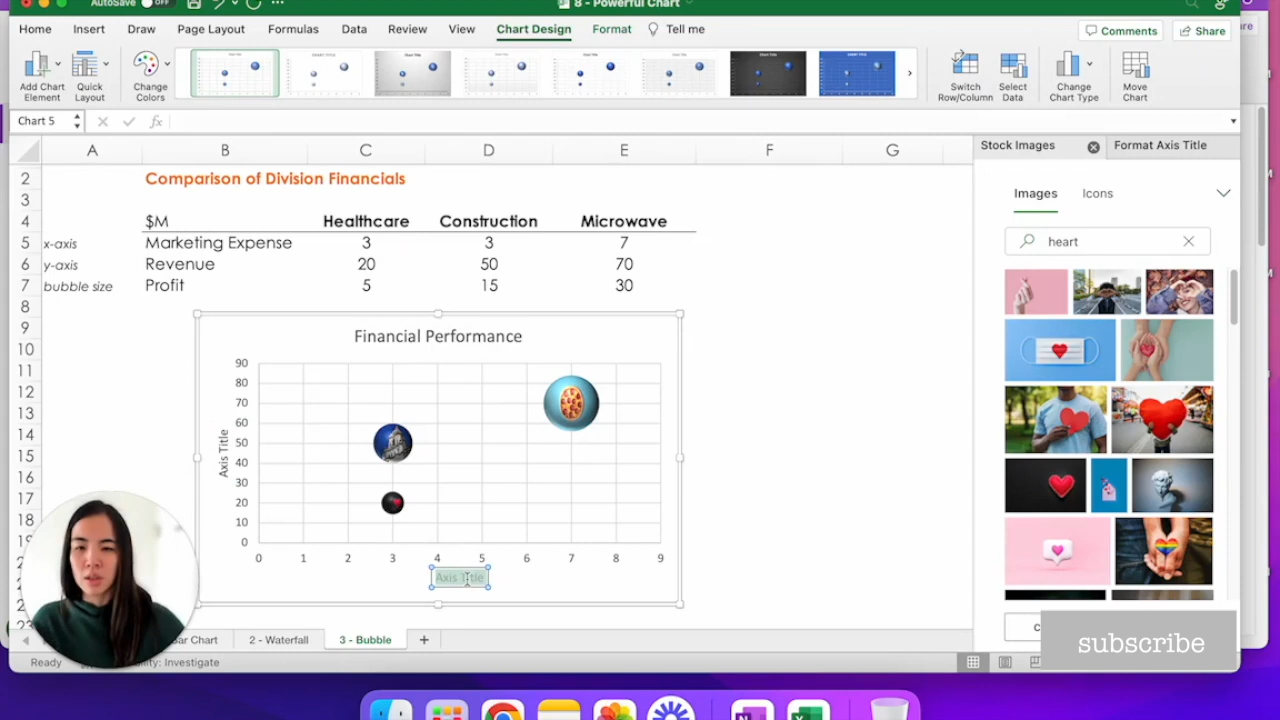 AutoSave OFF
8 - Powerful Chart
Home Insert Draw Page Layout Formulas Data Review View Chart Design Format Tell me Comments Share
Add Chart Element
Quick Layout
Change Colors
Switch Row/Column
Select Data
Change Chart Type
Move Chart
Chart 5
fx
A B C D E F G
Stock Images
Format Axis Title
2 Comparison of Division Financials
3
4 $M Healthcare Construction Microwave
5 x-axis Marketing Expense 3 3 7
6 y-axis Revenue 20 50 70
7 bubble size Profit 5 15 30
8
9
10
11
12
13
14
15
16
17
18
Financial Performance
90
80
70
60
50
40
30
20
10
0
Axis Title
0 1 2 3 4 5 6 7 8 9
Axis Title
Images Icons
heart
subscribe
Bar Chart 2 - Waterfall 3 - Bubble
Ready
Investigate